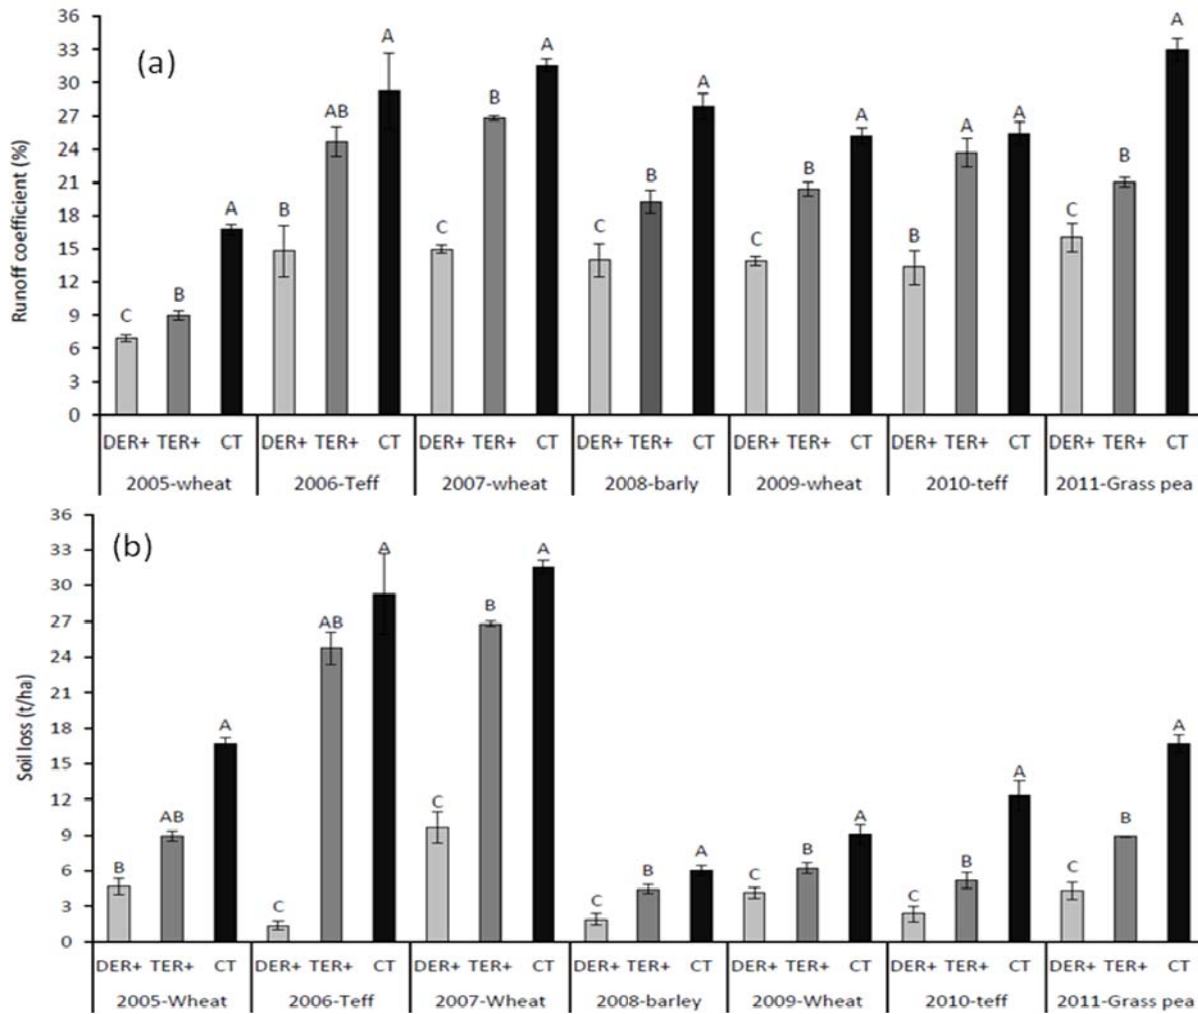 (a)
Runoff coefficient (%)
36
33
30
27
24
21
18
15
12
9
6
3
0
C B A
B AB A
C B A
C B A
C B A
B A A
C B A
DER+ TER+ CT DER+ TER+ CT DER+ TER+ CT DER+ TER+ CT DER+ TER+ CT DER+ TER+ CT DER+ TER+ CT
2005-wheat 2006-Teff 2007-wheat 2008-barly 2009-wheat 2010-teff 2011-Grass pea
(b)
Soil loss (t/ha)
36
33
30
27
24
21
18
15
12
9
6
3
0
B AB A
C AB A
C B A
C B A
C B A
C B A
C B A
DER+ TER+ CT DER+ TER+ CT DER+ TER+ CT DER+ TER+ CT DER+ TER+ CT DER+ TER+ CT DER+ TER+ CT
2005-Wheat 2006-Teff 2007-Wheat 2008-barley 2009-Wheat 2010-teff 2011-Grass pea